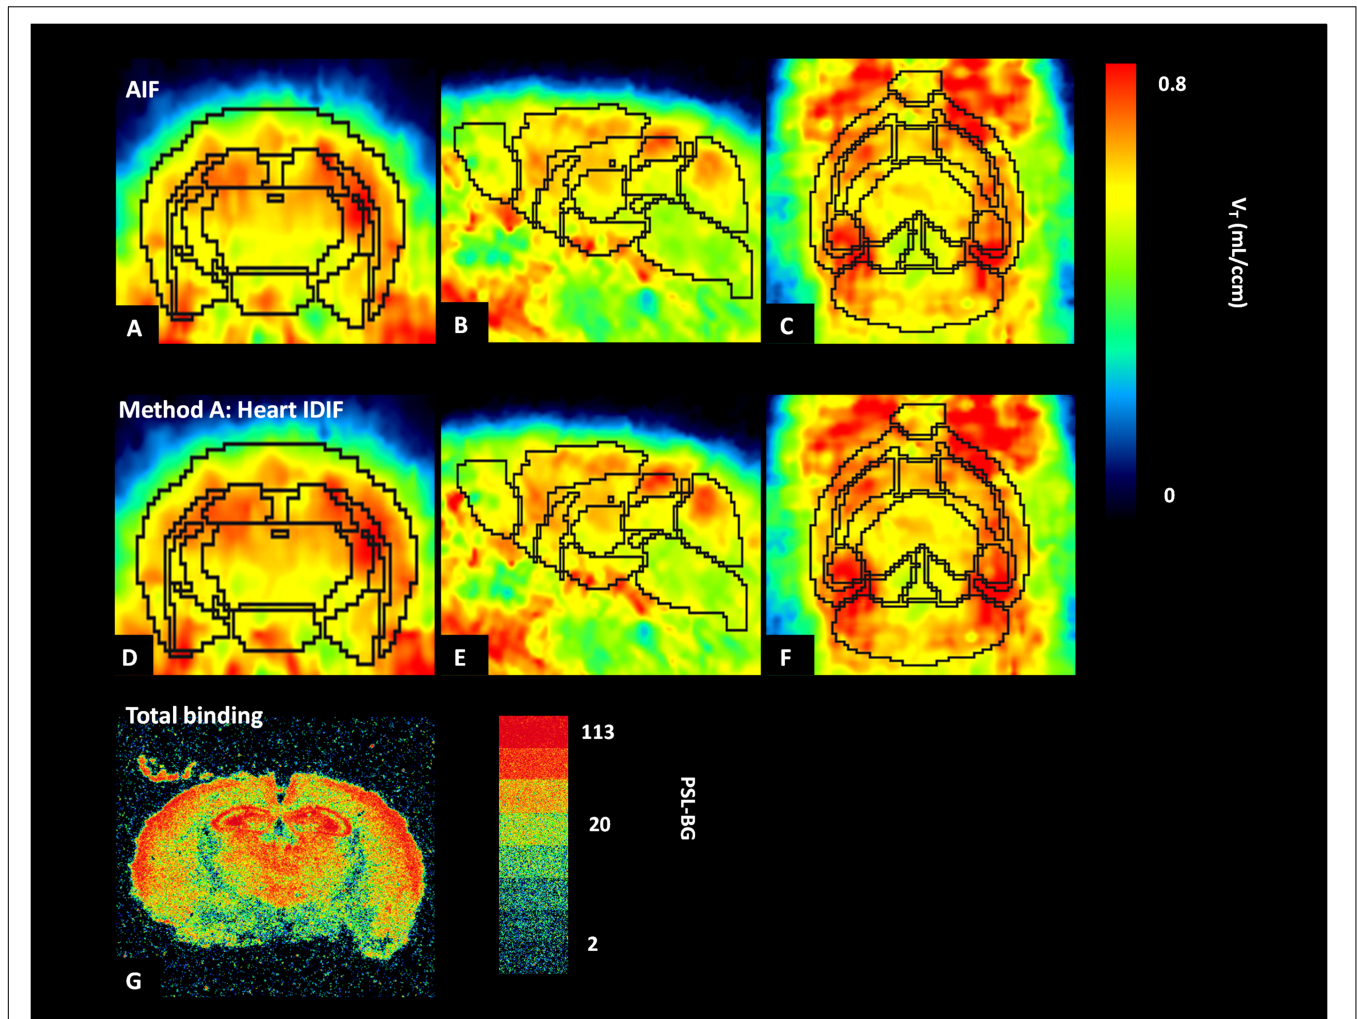 AIF
0.8
A
B
C
V_T (mL/ccm)
0
Method A: Heart IDIF
D
E
F
Total binding
113
20
2
PSL-BG
G